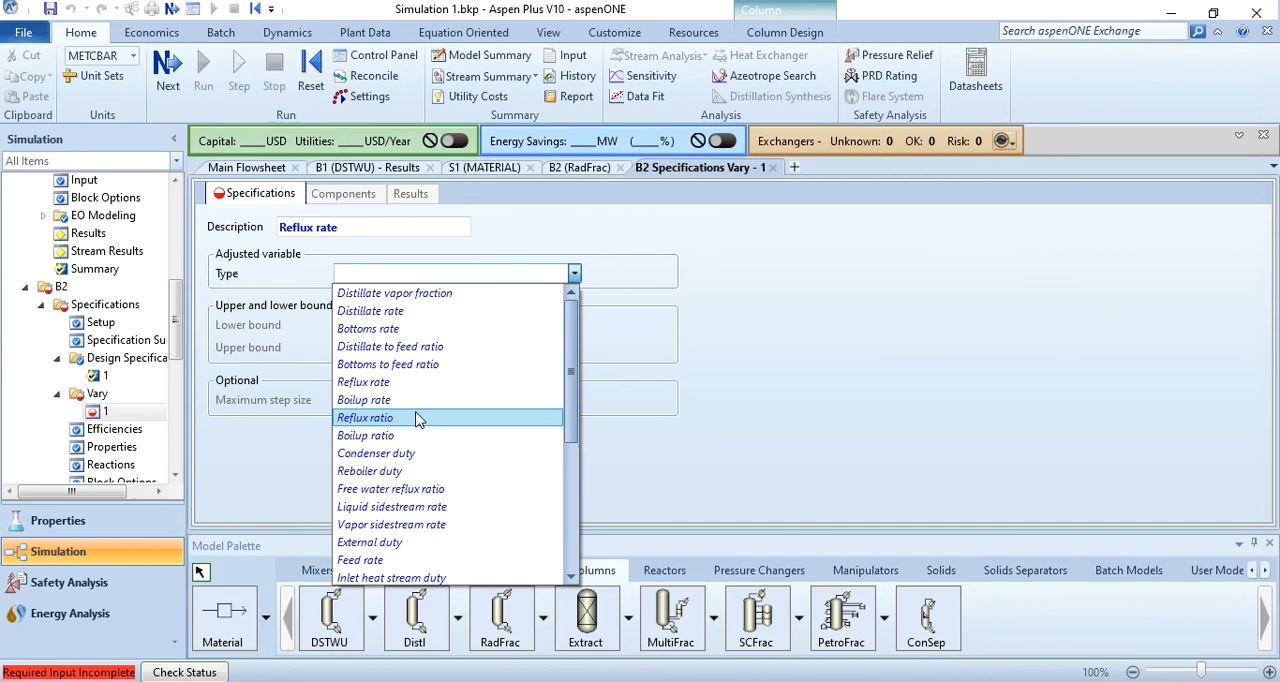 Simulation 1.bkp - Aspen Plus V10 - aspenONE
Column
File Home Economics Batch Dynamics Plant Data Equation Oriented View Customize Resources Column Design Search aspenONE Exchange
Cut METCBAR Control Panel Model Summary Input Stream Analysis Heat Exchanger Pressure Relief
Copy Unit Sets Next Run Step Stop Reset Reconcile Stream Summary History Sensitivity Azeotrope Search PRD Rating Datasheets
Paste Settings Utility Costs Report Data Fit Distillation Synthesis Flare System
Clipboard Units Run Summary Analysis Safety Analysis
Simulation Capital: ____USD Utilities: ____USD/Year Energy Savings: ____MW (____%) Exchangers - Unknown: 0 OK: 0 Risk: 0
All Items Main Flowsheet B1 (DSTWU) - Results S1 (MATERIAL) B2 (RadFrac) B2 Specifications Vary - 1
Input
Block Options
EO Modeling
Results
Stream Results
Summary
B2
Specifications
Setup
Specification Su
Design Specifica
1
Vary
1
Efficiencies
Properties
Reactions
Block Options
Specifications Components Results
Description Reflux rate
Adjusted variable
Type
Upper and lower bound
Lower bound
Upper bound
Optional
Maximum step size
Distillate vapor fraction
Distillate rate
Bottoms rate
Distillate to feed ratio
Bottoms to feed ratio
Reflux rate
Boilup rate
Reflux ratio
Boilup ratio
Condenser duty
Reboiler duty
Free water reflux ratio
Liquid sidestream rate
Vapor sidestream rate
External duty
Feed rate
Inlet heat stream duty
Properties
Simulation
Safety Analysis
Energy Analysis
Model Palette
Mixers olumns Reactors Pressure Changers Manipulators Solids Solids Separators Batch Models User Mode
Material DSTWU Distl RadFrac Extract MultiFrac SCFrac PetroFrac ConSep
Required Input Incomplete Check Status 100%